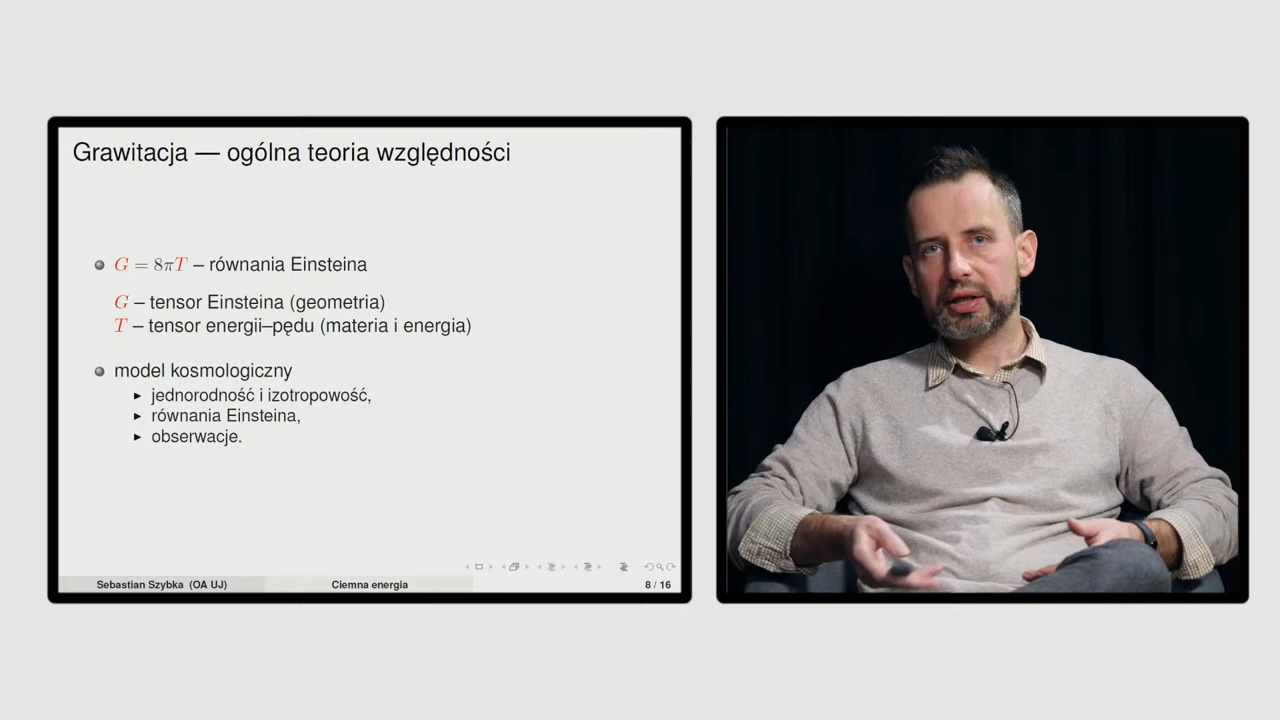 Grawitacja — ogólna teoria względności
G = 8πT – równania Einsteina
G – tensor Einsteina (geometria)
T – tensor energii–pędu (materia i energia)
model kosmologiczny
jednorodność i izotropowość,
równania Einsteina,
obserwacje.
Sebastian Szybka (OA UJ) Ciemna energia 8 / 16